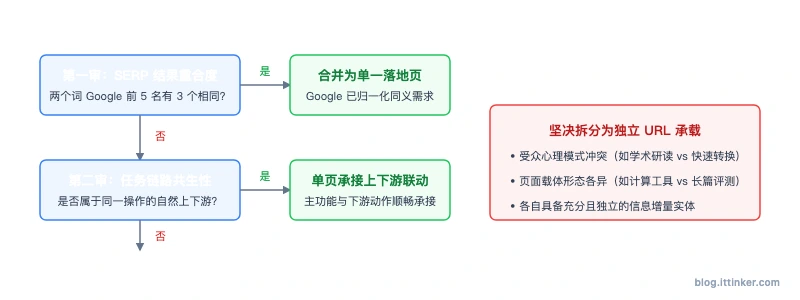 第一审：SERP 结果重合度
两个词 Google 前 5 名有 3 个相同？
是
合并为单一落地页
Google 已归一化同义需求
否
第二审：任务链路共生性
是否属于同一操作的自然上下游？
是
单页承接上下游联动
主功能与下游动作顺畅承接
否
坚决拆分为独立 URL 承载
• 受众心理模式冲突（如学术研读 vs 快速转换）
• 页面载体形态各异（如计算工具 vs 长篇评测）
• 各自具备充分且独立的信息增量实体
blog.ittinker.com